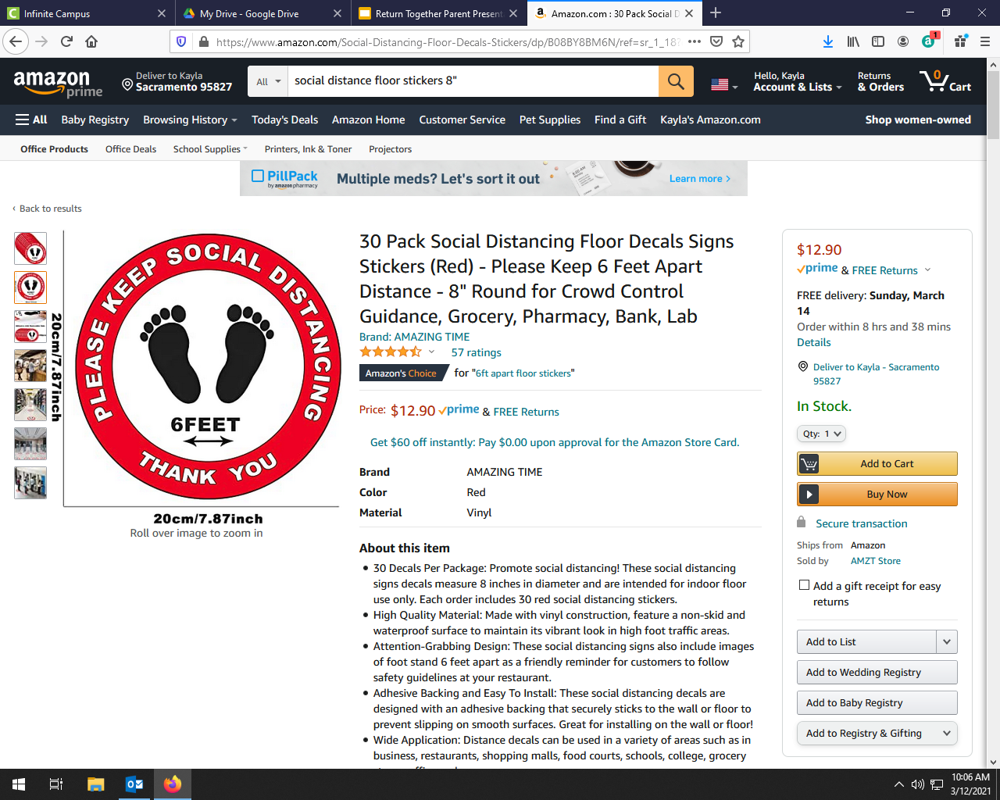 Infinite Campus
My Drive - Google Drive
Return Together Parent Present
Amazon.com : 30 Pack Social D
https://www.amazon.com/Social-Distancing-Floor-Decals-Stickers/dp/B08BY8BM6N/ref=sr_1_18?
1
amazon
prime
Deliver to Kayla
Sacramento 95827
All
social distance floor stickers 8"
Hello, Kayla
Account & Lists
Returns
& Orders
0
Cart
All
Baby Registry
Browsing History
Today's Deals
Amazon Home
Customer Service
Pet Supplies
Find a Gift
Kayla's Amazon.com
Shop women-owned
Office Products
Office Deals
School Supplies
Printers, Ink & Toner
Projectors
PillPack
by amazon pharmacy
Multiple meds? Let's sort it out
Learn more ›
‹ Back to results
PLEASE KEEP SOCIAL DISTANCING
6FEET
THANK YOU
20cm/7.87inch
20cm/7.87inch
Roll over image to zoom in
30 Pack Social Distancing Floor Decals Signs
Stickers (Red) - Please Keep 6 Feet Apart
Distance - 8" Round for Crowd Control
Guidance, Grocery, Pharmacy, Bank, Lab
Brand: AMAZING TIME
57 ratings
Amazon's Choice for "6ft apart floor stickers"
Price: $12.90 prime & FREE Returns
Get $60 off instantly: Pay $0.00 upon approval for the Amazon Store Card.
Brand AMAZING TIME
Color Red
Material Vinyl
About this item
• 30 Decals Per Package: Promote social distancing! These social distancing
signs decals measure 8 inches in diameter and are intended for indoor floor
use only. Each order includes 30 red social distancing stickers.
• High Quality Material: Made with vinyl construction, feature a non-skid and
waterproof surface to maintain its vibrant look in high foot traffic areas.
• Attention-Grabbing Design: These social distancing signs also include images
of foot stand 6 feet apart as a friendly reminder for customers to follow
safety guidelines at your restaurant.
• Adhesive Backing and Easy To Install: These social distancing decals are
designed with an adhesive backing that securely sticks to the wall or floor to
prevent slipping on smooth surfaces. Great for installing on the wall or floor!
• Wide Application: Distance decals can be used in a variety of areas such as in
business, restaurants, shopping malls, food courts, schools, college, grocery
$12.90
prime & FREE Returns
FREE delivery: Sunday, March
14
Order within 8 hrs and 38 mins
Details
Deliver to Kayla - Sacramento
95827
In Stock.
Qty: 1
Add to Cart
Buy Now
Secure transaction
Ships from Amazon
Sold by AMZT Store
Add a gift receipt for easy
returns
Add to List
Add to Wedding Registry
Add to Baby Registry
Add to Registry & Gifting
10:06 AM
3/12/2021